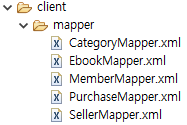 client
mapper
CategoryMapper.xml
EbookMapper.xml
MemberMapper.xml
PurchaseMapper.xml
SellerMapper.xml